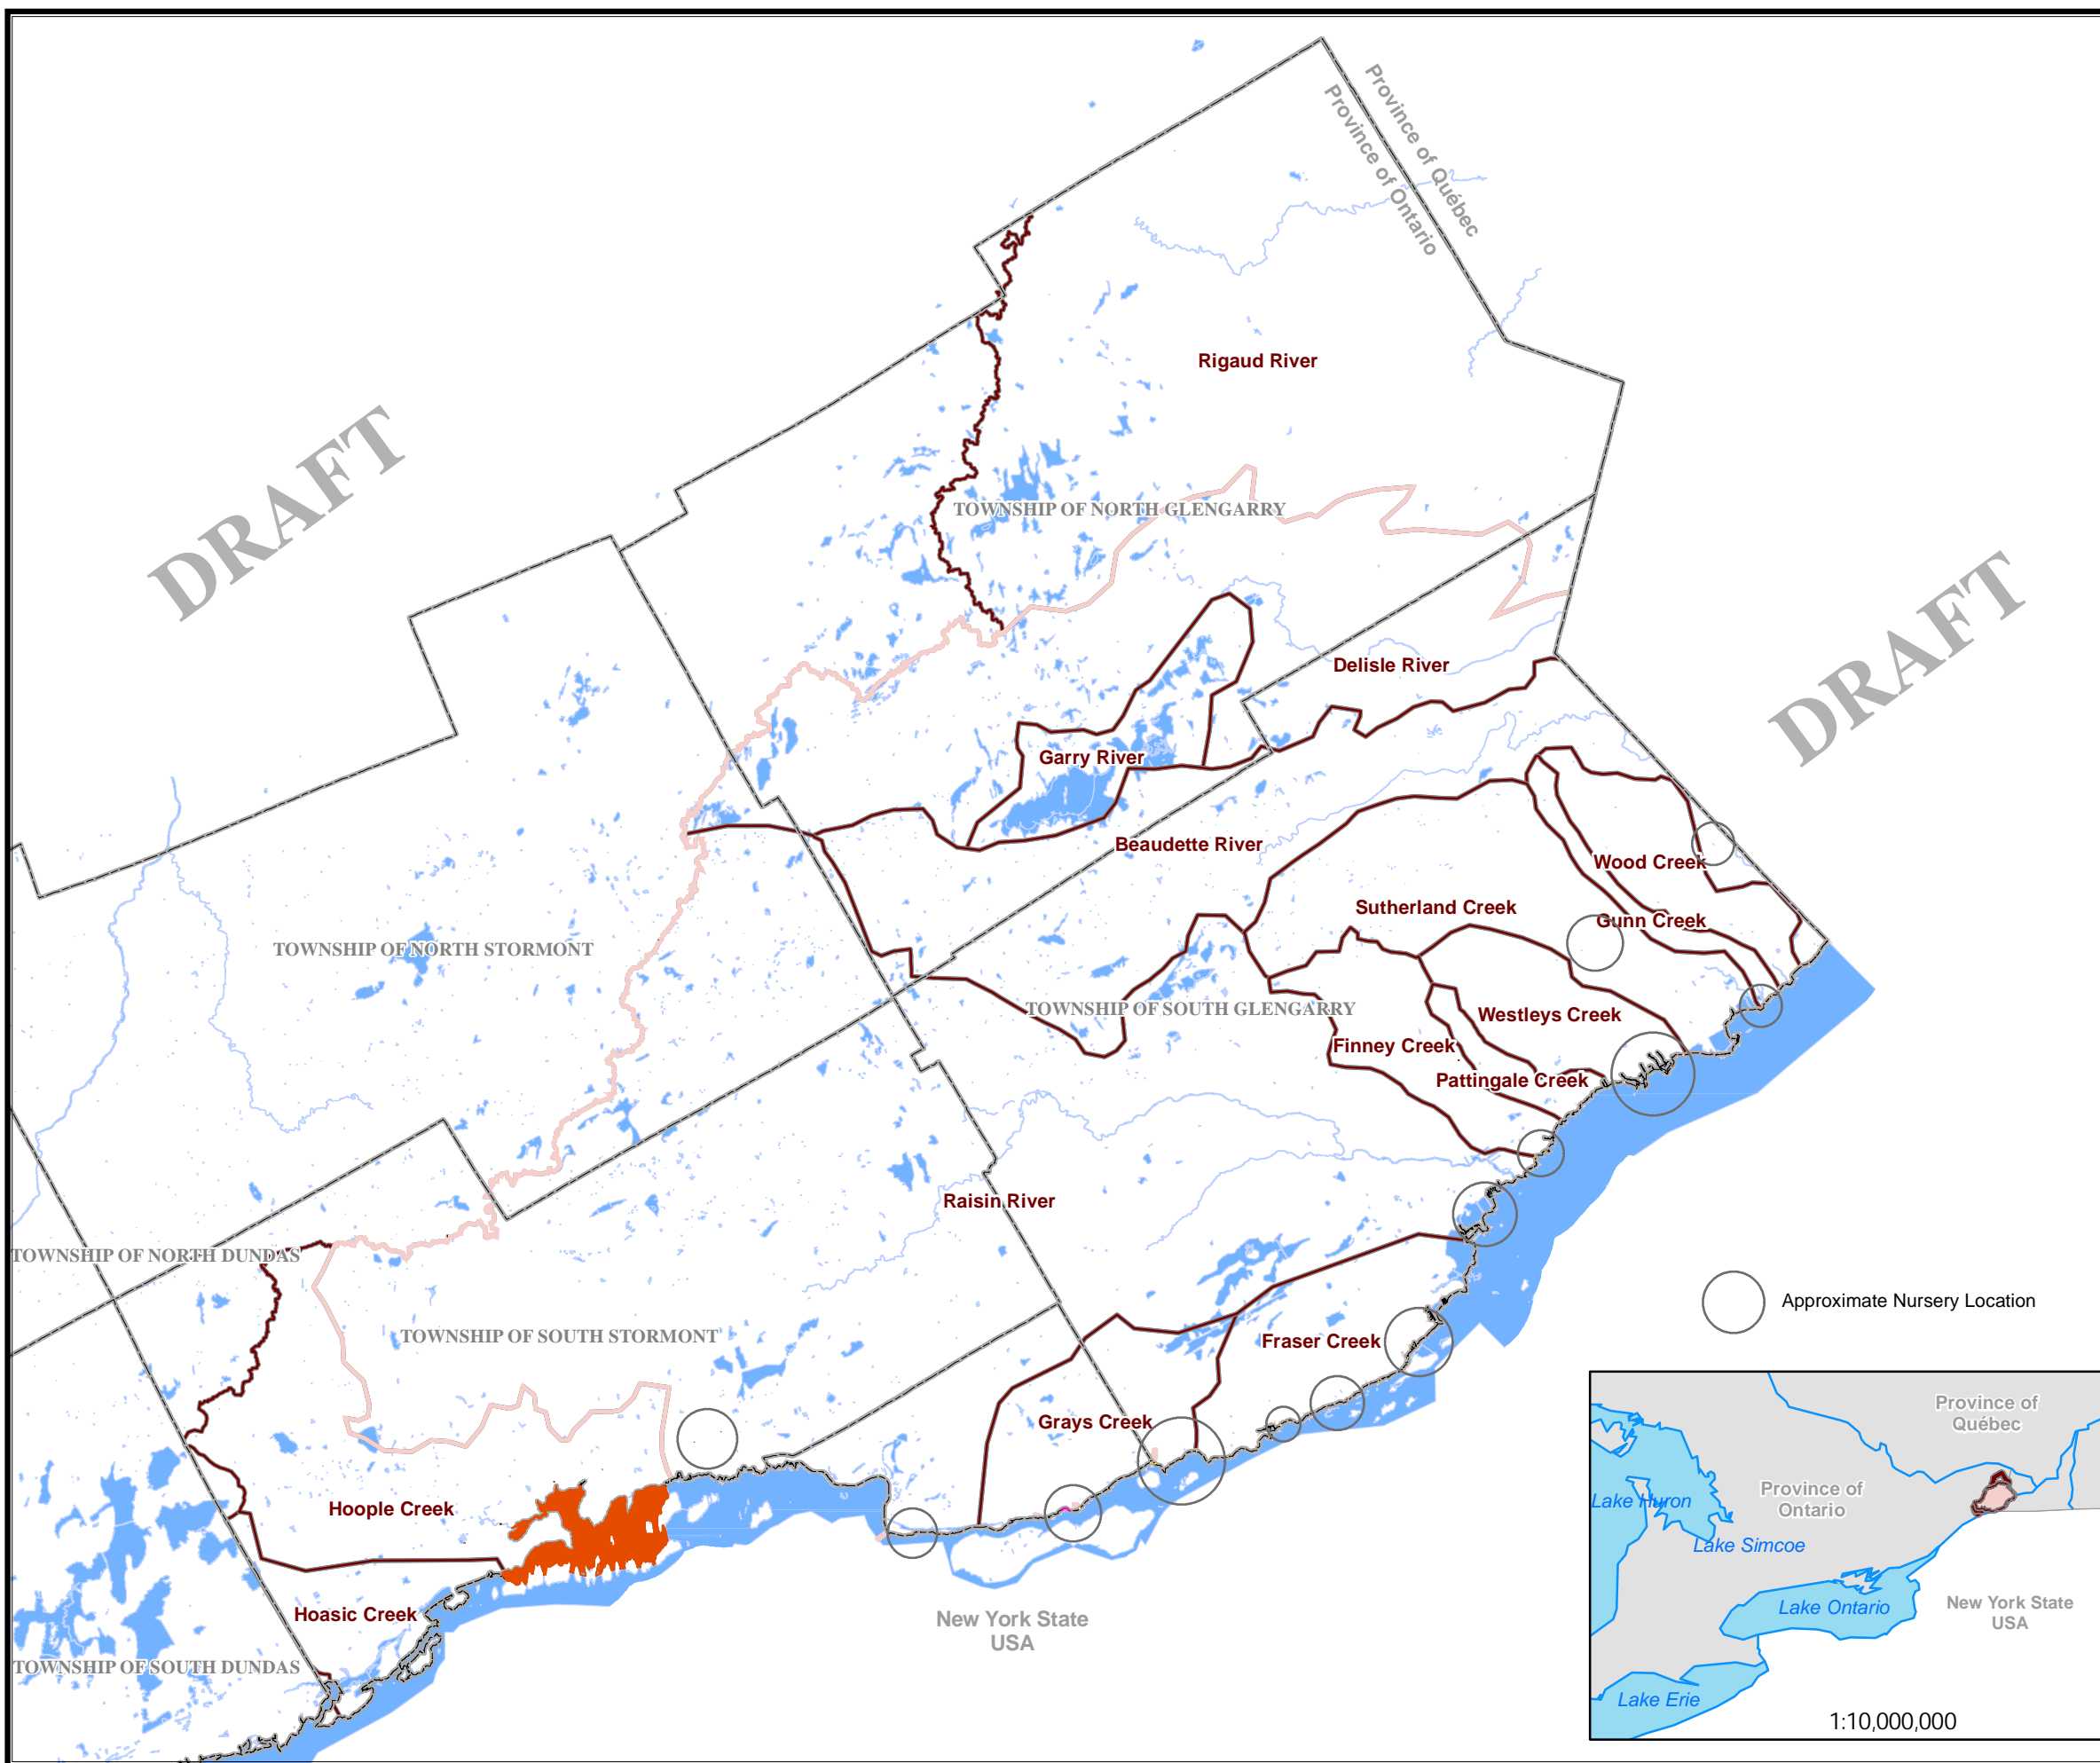 Province of Québec
Province of Ontario
Rigaud River
DRAFT
TOWNSHIP OF NORTH GLENGARRY
DRAFT
Delisle River
Garry River
Beaudette River
Wood Creek
Sutherland Creek
Gunn Creek
TOWNSHIP OF NORTH STORMONT
TOWNSHIP OF SOUTH GLENGARRY
Westleys Creek
Finney Creek
Pattingale Creek
Raisin River
TOWNSHIP OF NORTH DUNDAS
Approximate Nursery Location
TOWNSHIP OF SOUTH STORMONT
Fraser Creek
Grays Creek
Hoople Creek
Hoasic Creek
New York State
USA
TOWNSHIP OF SOUTH DUNDAS
Province of
Québec
Province of
Ontario
Lake Huron
Lake Simcoe
Lake Ontario
New York State
USA
Lake Erie
1:10,000,000